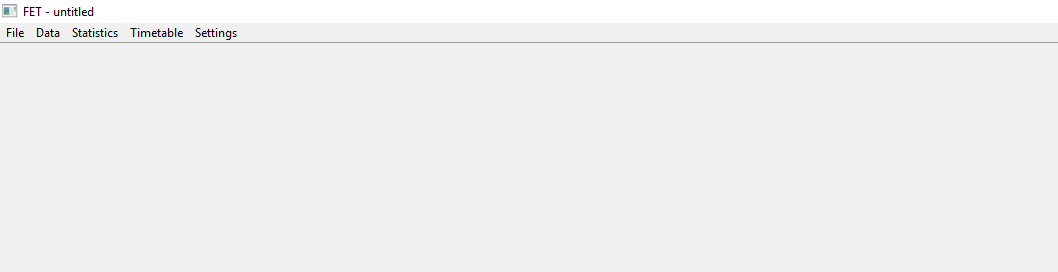 FET - untitled
File Data Statistics Timetable Settings